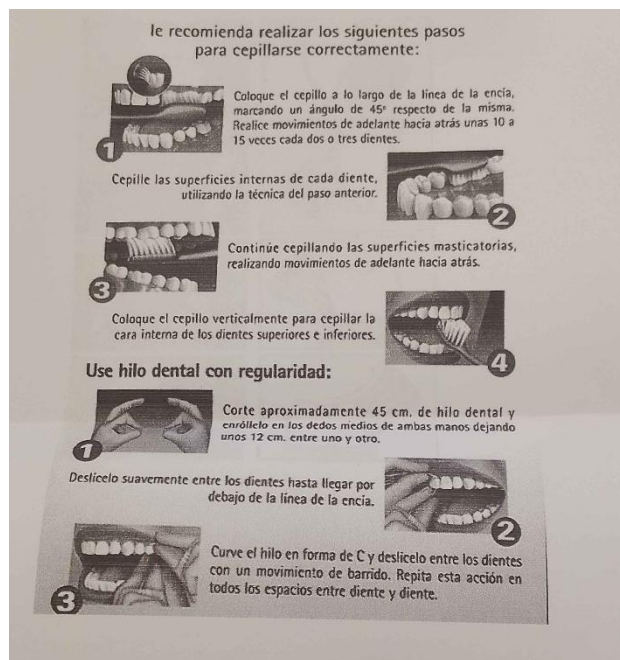 le recomienda realizar los siguientes pasos
para cepillarse correctamente:
Coloque el cepillo a lo largo de la línea de la encía,
marcando un ángulo de 45º respecto de la misma.
Realice movimientos de adelante hacia atrás unas 10 a
15 veces cada dos o tres dientes.
1
Cepille las superficies internas de cada diente,
utilizando la técnica del paso anterior.
2
Continúe cepillando las superficies masticatorias,
realizando movimientos de adelante hacia atrás.
3
Coloque el cepillo verticalmente para cepillar la
cara interna de los dientes superiores e inferiores.
4
Use hilo dental con regularidad:
Corte aproximadamente 45 cm. de hilo dental y
enróllelo en los dedos medios de ambas manos dejando
unos 12 cm. entre uno y otro.
1
Deslícelo suavemente entre los dientes hasta llegar por
debajo de la línea de la encía.
2
Curve el hilo en forma de C y deslícelo entre los dientes
con un movimiento de barrido. Repita esta acción en
todos los espacios entre diente y diente.
3